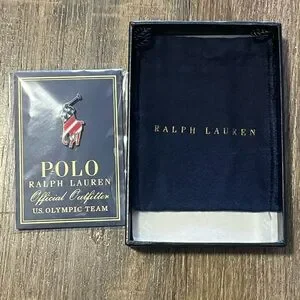 POLO
RALPH LAUREN
Official Outfitter
U.S. OLYMPIC TEAM
RALPH LAUREN